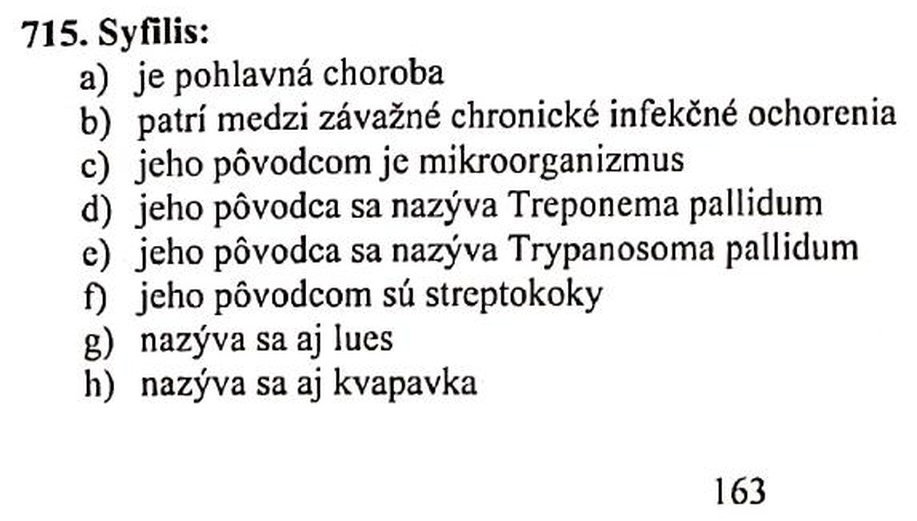 715. Syfilis:
a) je pohlavná choroba
b) patrí medzi závažné chronické infekčné ochorenia
c) jeho pôvodcom je mikroorganizmus
d) jeho pôvodca sa nazýva Treponema pallidum
e) jeho pôvodca sa nazýva Trypanosoma pallidum
f) jeho pôvodcom sú streptokoky
g) nazýva sa aj lues
h) nazýva sa aj kvapavka
163